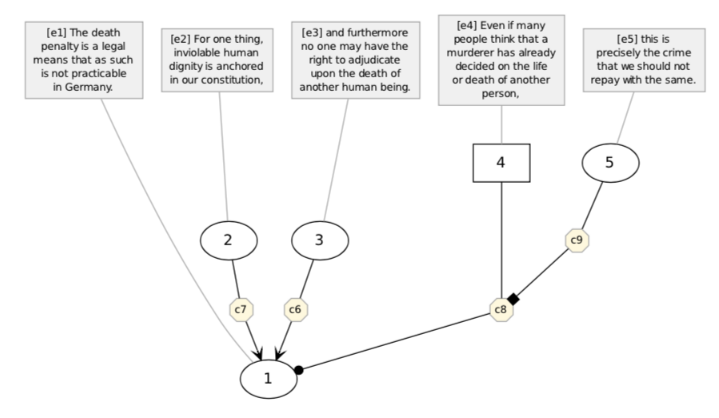 [e1] The death
penalty is a legal
means that as such
is not practicable
in Germany.
[e2] For one thing,
inviolable human
dignity is anchored
in our constitution,
[e3] and furthermore
no one may have the
right to adjudicate
upon the death of
another human being.
[e4] Even if many
people think that a
murderer has already
decided on the life
or death of another
person,
[e5] this is
precisely the crime
that we should not
repay with the same.
4
5
2
3
c9
c7
c6
c8
1